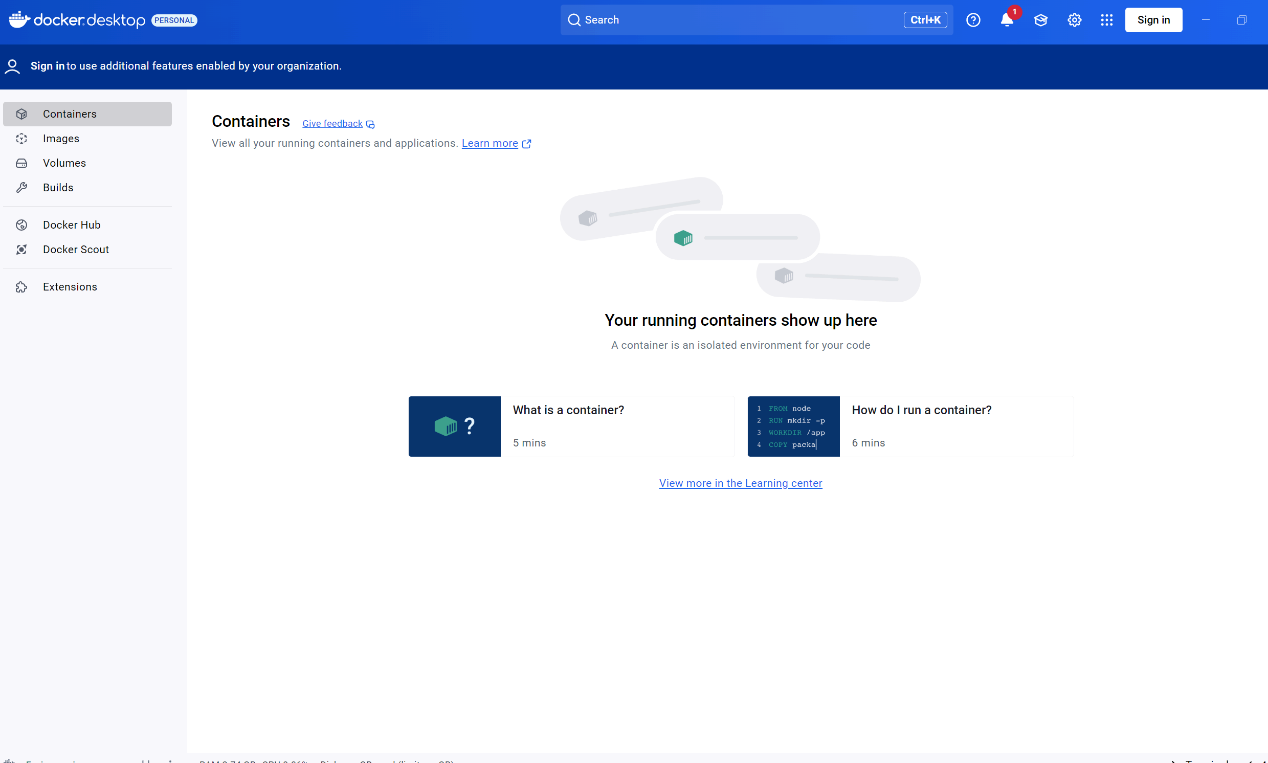 docker.desktop PERSONAL
Search
Ctrl+K
1
Sign in
Sign in to use additional features enabled by your organization.
Containers
Images
Volumes
Builds
Docker Hub
Docker Scout
Extensions
Containers
Give feedback
View all your running containers and applications. Learn more
Your running containers show up here
A container is an isolated environment for your code
?
What is a container?
5 mins
1 FROM node
2 RUN mkdir -p
3 WORKDIR /app
4 COPY packa
How do I run a container?
6 mins
View more in the Learning center